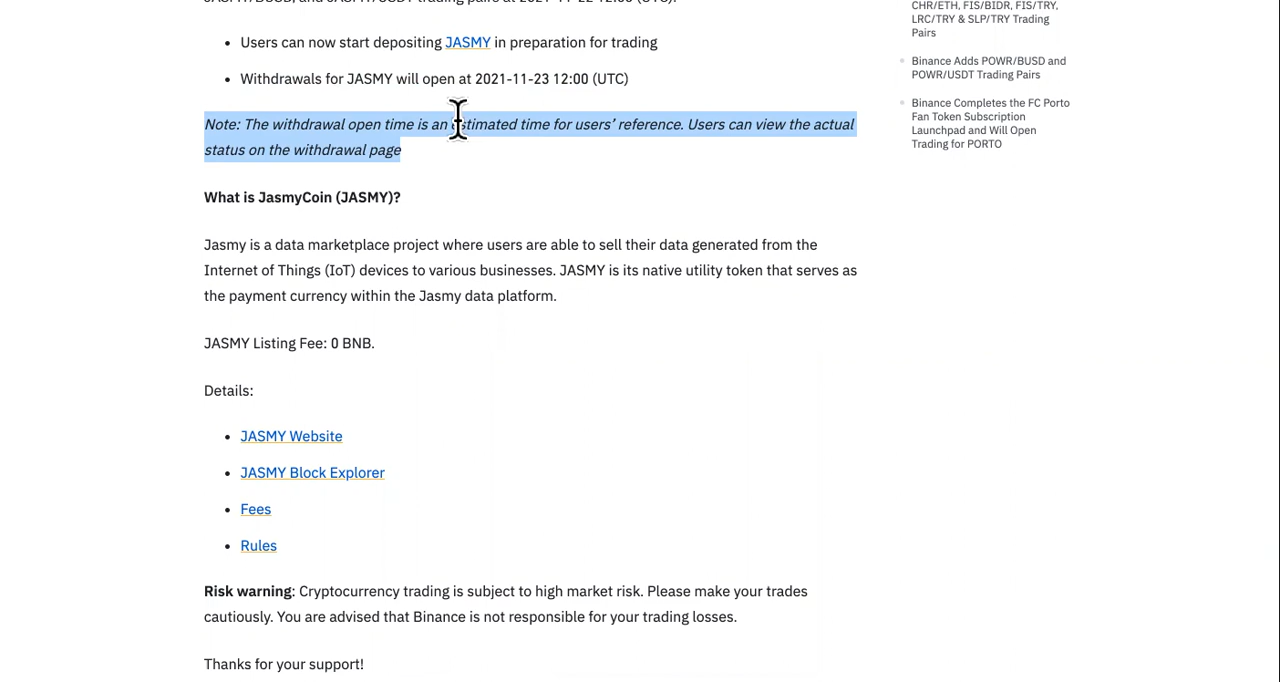 Users can now start depositing JASMY in preparation for trading
Withdrawals for JASMY will open at 2021-11-23 12:00 (UTC)
Note: The withdrawal open time is an estimated time for users’ reference. Users can view the actual
status on the withdrawal page
What is JasmyCoin (JASMY)?
Jasmy is a data marketplace project where users are able to sell their data generated from the
Internet of Things (IoT) devices to various businesses. JASMY is its native utility token that serves as
the payment currency within the Jasmy data platform.
JASMY Listing Fee: 0 BNB.
Details:
JASMY Website
JASMY Block Explorer
Fees
Rules
Risk warning: Cryptocurrency trading is subject to high market risk. Please make your trades
cautiously. You are advised that Binance is not responsible for your trading losses.
Thanks for your support!
CHR/ETH, FIS/BIDR, FIS/TRY,
LRC/TRY & SLP/TRY Trading
Pairs
Binance Adds POWR/BUSD and
POWR/USDT Trading Pairs
Binance Completes the FC Porto
Fan Token Subscription
Launchpad and Will Open
Trading for PORTO